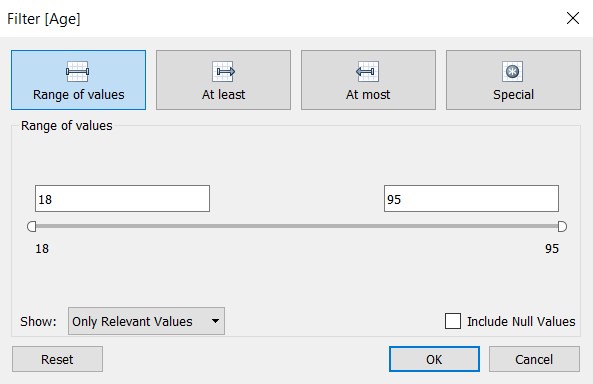 Filter [Age]
Range of values
At least
At most
Special
Range of values
18
95
18
95
Show:
Only Relevant Values
Include Null Values
Reset
OK
Cancel